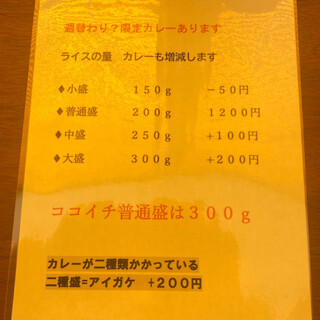 週替わり？限定カレーあります
ライスの量　カレーも増減します
♦小盛　１５０ｇ　－５０円
♦普通盛　２００ｇ　１２００円
♦中盛　２５０ｇ　＋１００円
♦大盛　３００ｇ　＋２００円
ココイチ普通盛は３００ｇ
カレーが二種類かかっている
二種盛=アイガケ　+２００円